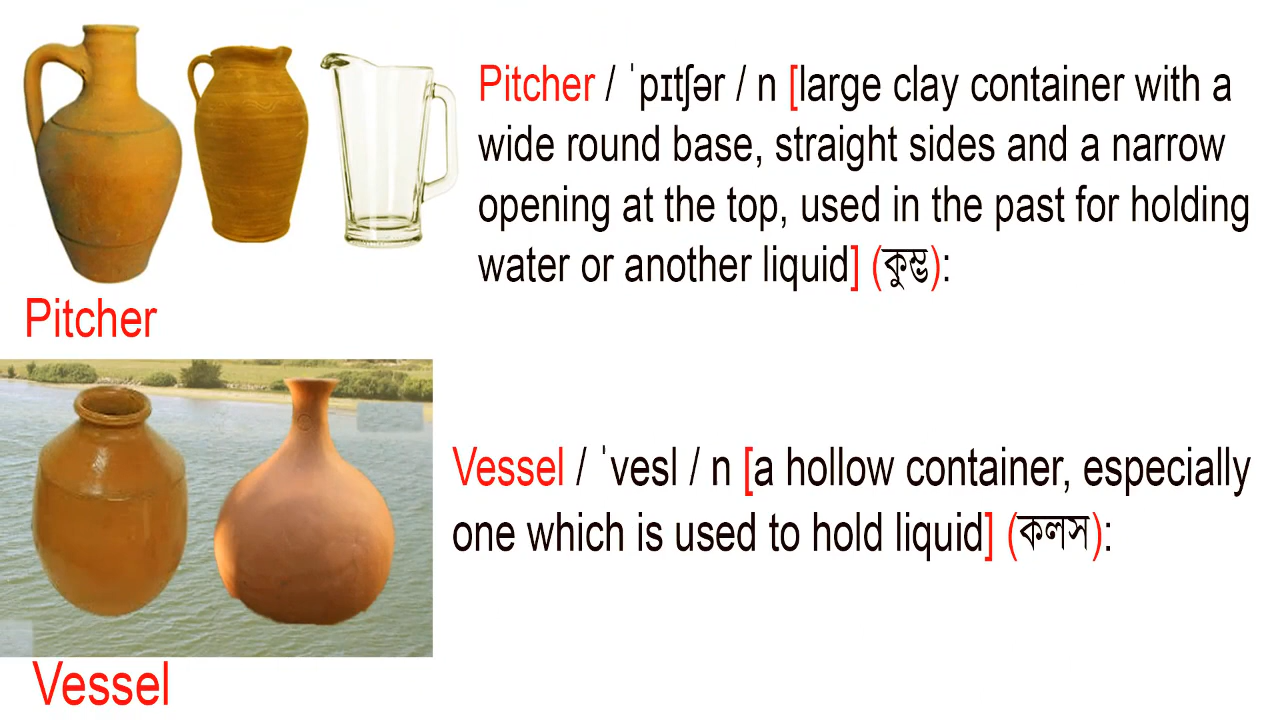 Pitcher / ˈpɪtʃər / n [large clay container with a
wide round base, straight sides and a narrow
opening at the top, used in the past for holding
water or another liquid] (কুম্ভ):
Pitcher
Vessel / ˈvesl / n [a hollow container, especially
one which is used to hold liquid] (কলস):
Vessel